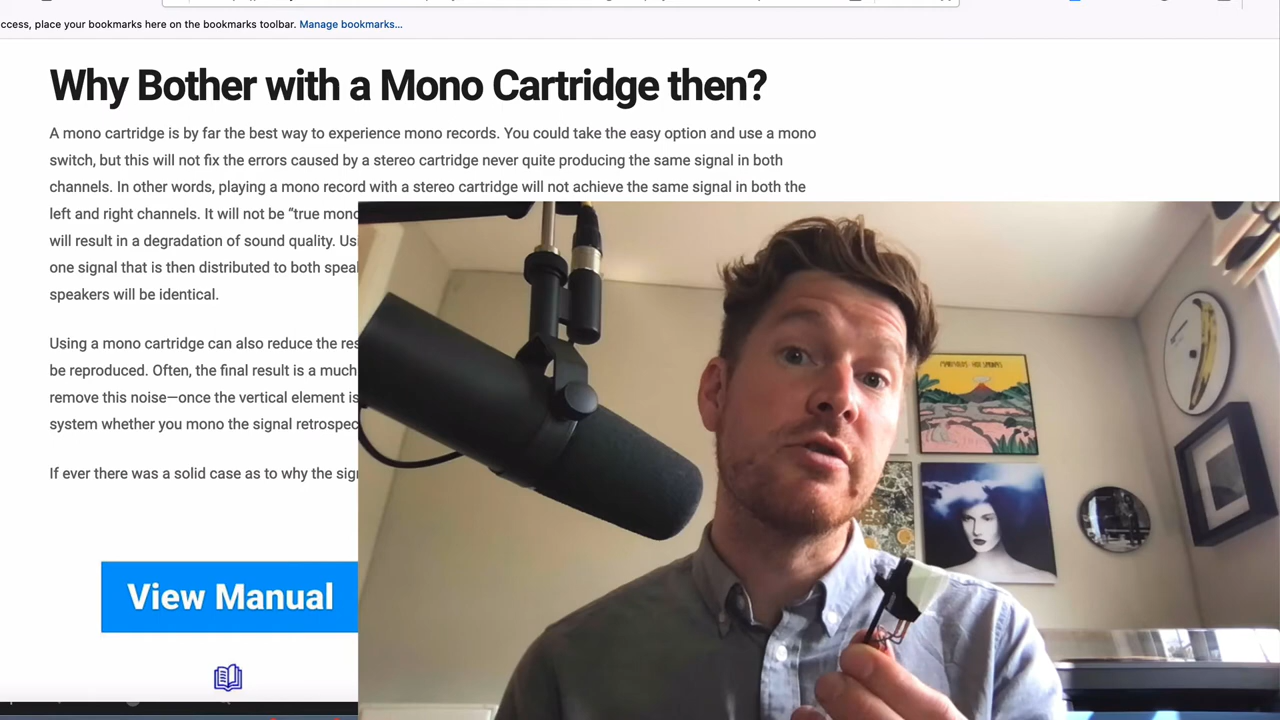 ccess, place your bookmarks here on the bookmarks toolbar. Manage bookmarks...
Why Bother with a Mono Cartridge then?
A mono cartridge is by far the best way to experience mono records. You could take the easy option and use a mono
switch, but this will not fix the errors caused by a stereo cartridge never quite producing the same signal in both
channels. In other words, playing a mono record with a stereo cartridge will not achieve the same signal in both the
left and right channels. It will not be “true mono
will result in a degradation of sound quality. Usi
one signal that is then distributed to both speal
speakers will be identical.
Using a mono cartridge can also reduce the res
be reproduced. Often, the final result is a much
remove this noise—once the vertical element is
system whether you mono the signal retrospec
If ever there was a solid case as to why the sigr
View Manual